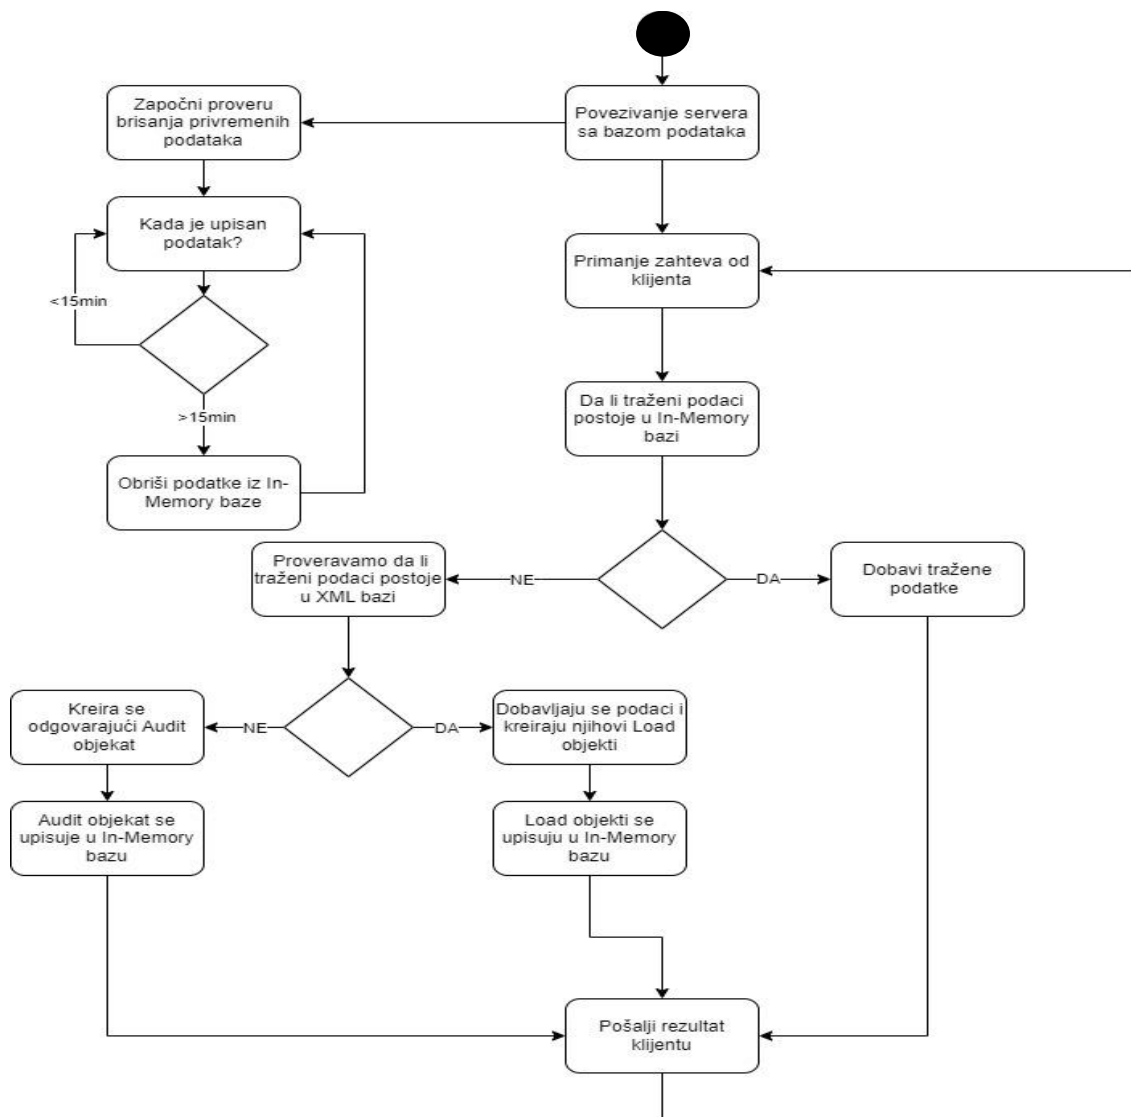 Započni proveru
brisanja privremenih
podataka
Povezivanje servera
sa bazom podataka
Kada je upisan
podatak?
<15min
>15min
Obriši podatke iz In-
Memory baze
Primanje zahteva od
klijenta
Da li traženi podaci
postoje u In-Memory
bazi
Proveravamo da li
traženi podaci postoje
u XML bazi
NE
DA
Dobavi tražene
podatke
Kreira se
odgovarajući Audit
objekat
NE
DA
Dobavljaju se podaci i
kreiraju njihovi Load
objekti
Audit objekat se
upisuje u In-Memory
bazu
Load objekti se
upisuju u In-Memory
bazu
Pošalji rezultat
klijentu